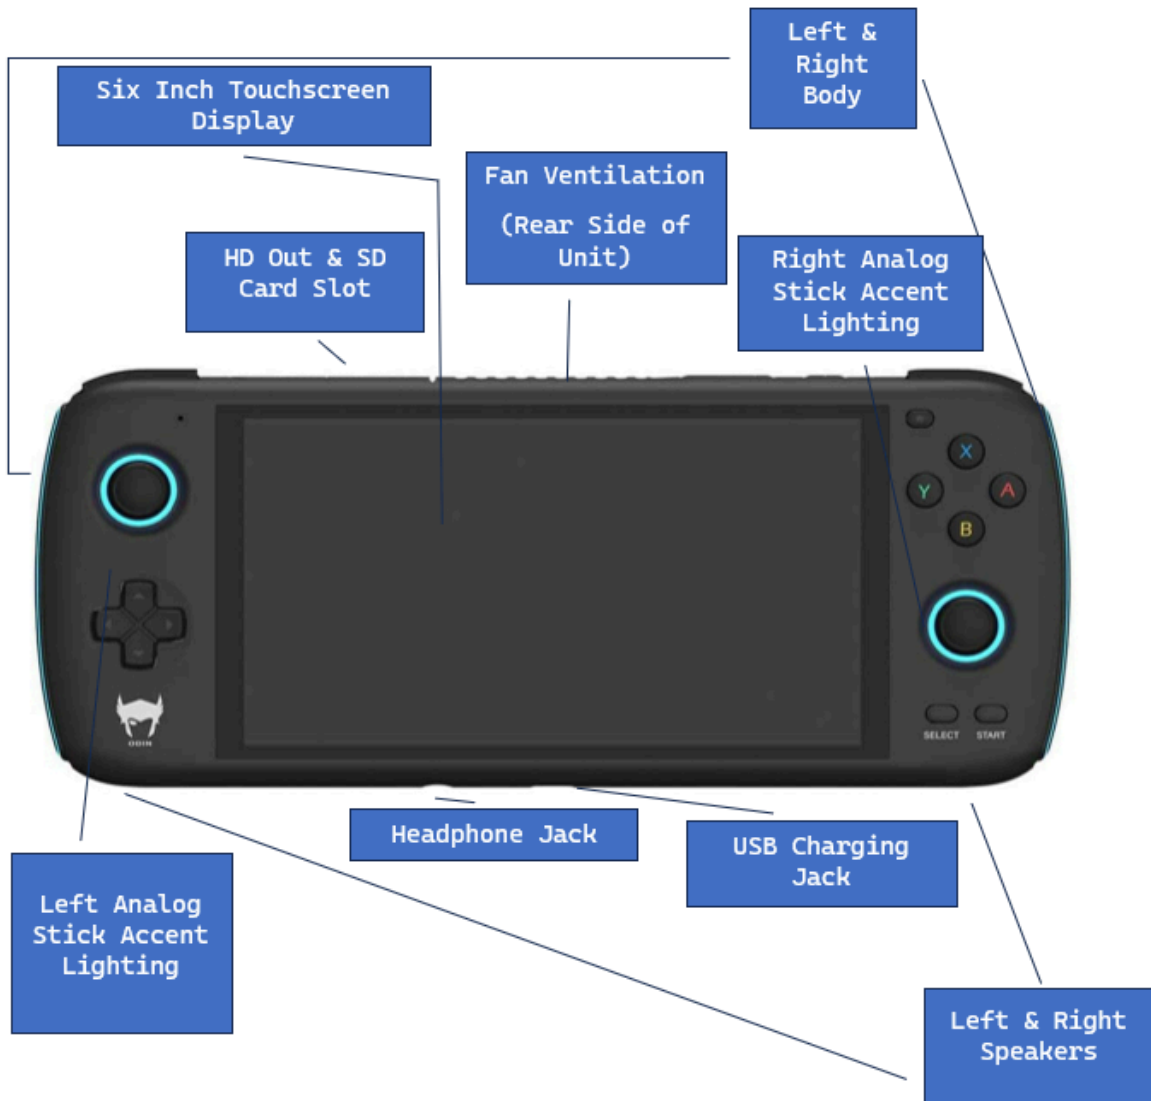 Left &
Right
Body
Six Inch Touchscreen
Display
Fan Ventilation
(Rear Side of
Unit)
HD Out & SD
Card Slot
Right Analog
Stick Accent
Lighting
X
Y
A
B
ODIN
SELECT START
Headphone Jack
USB Charging
Jack
Left Analog
Stick Accent
Lighting
Left & Right
Speakers